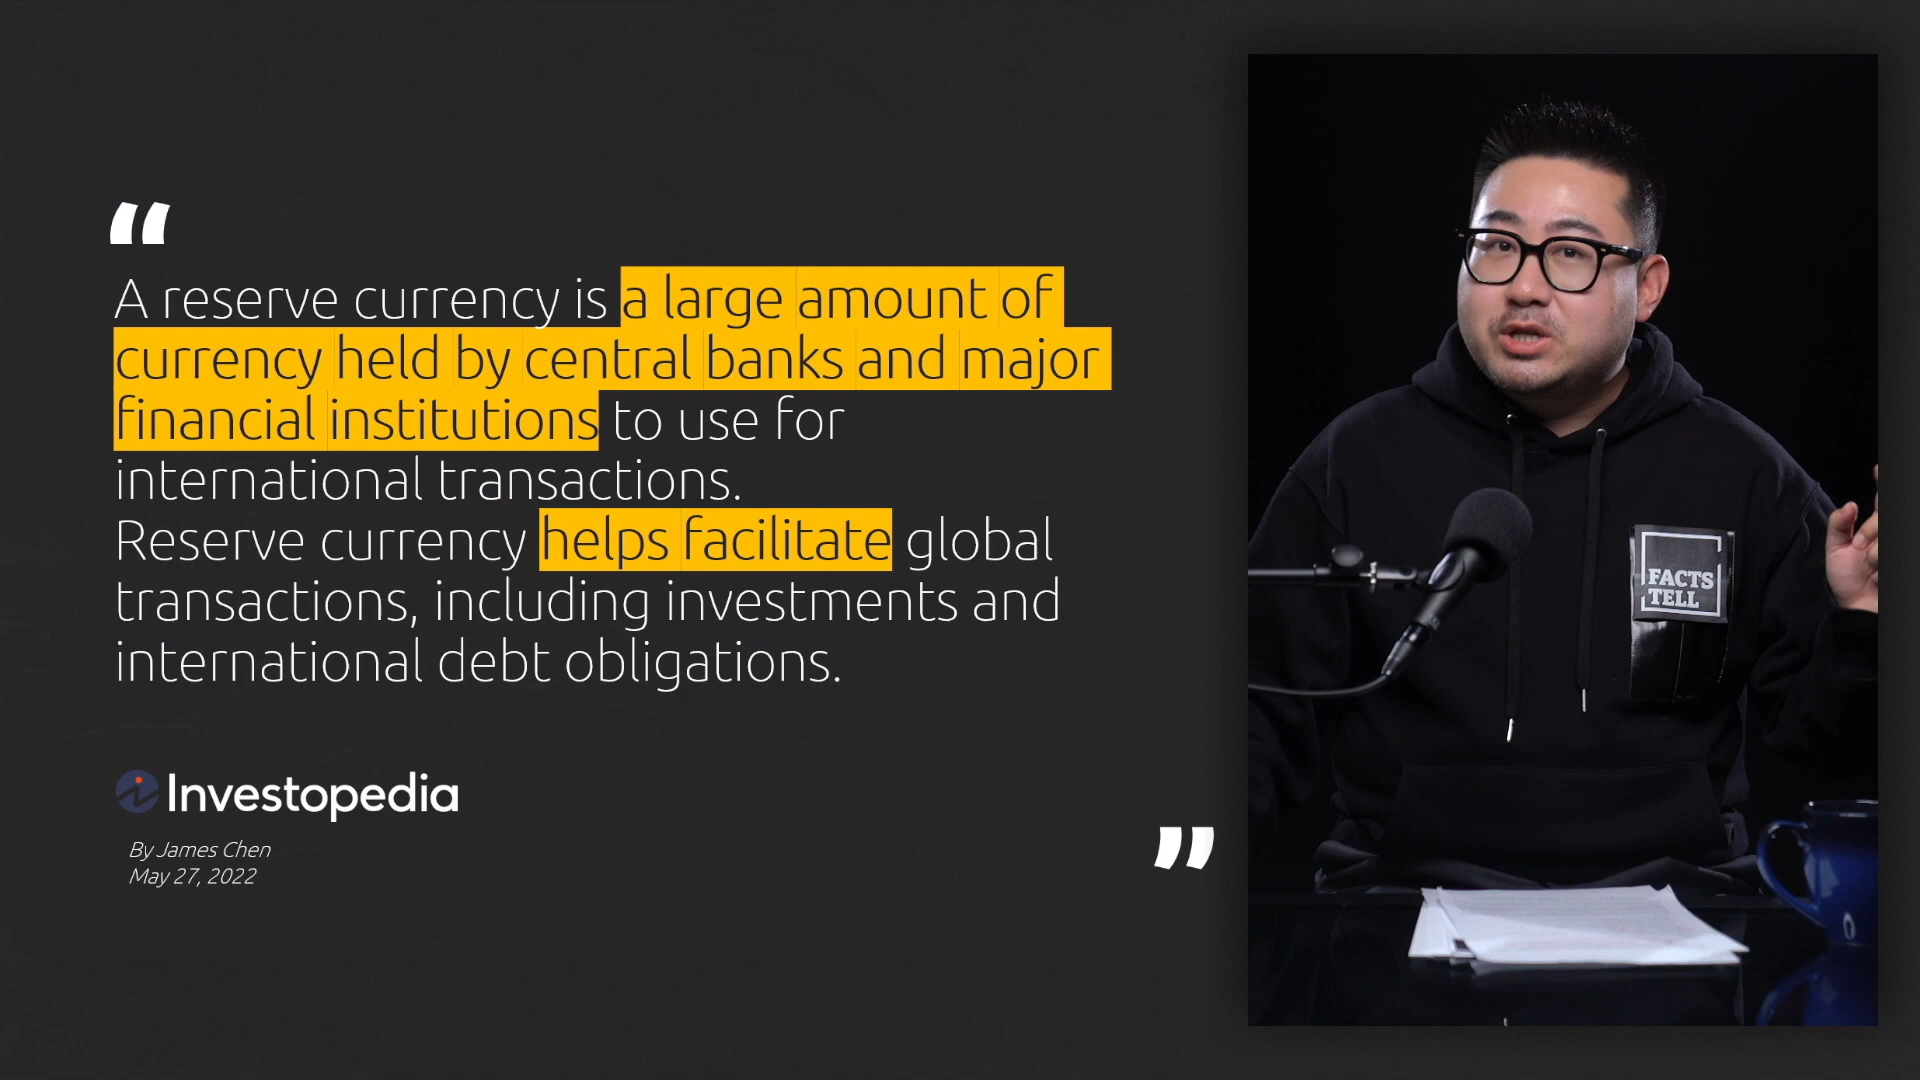 “
A reserve currency is a large amount of
currency held by central banks and major
financial institutions to use for
international transactions.
Reserve currency helps facilitate global
transactions, including investments and
international debt obligations.
Investopedia
By James Chen
May 27, 2022
”
FACTS
TELL